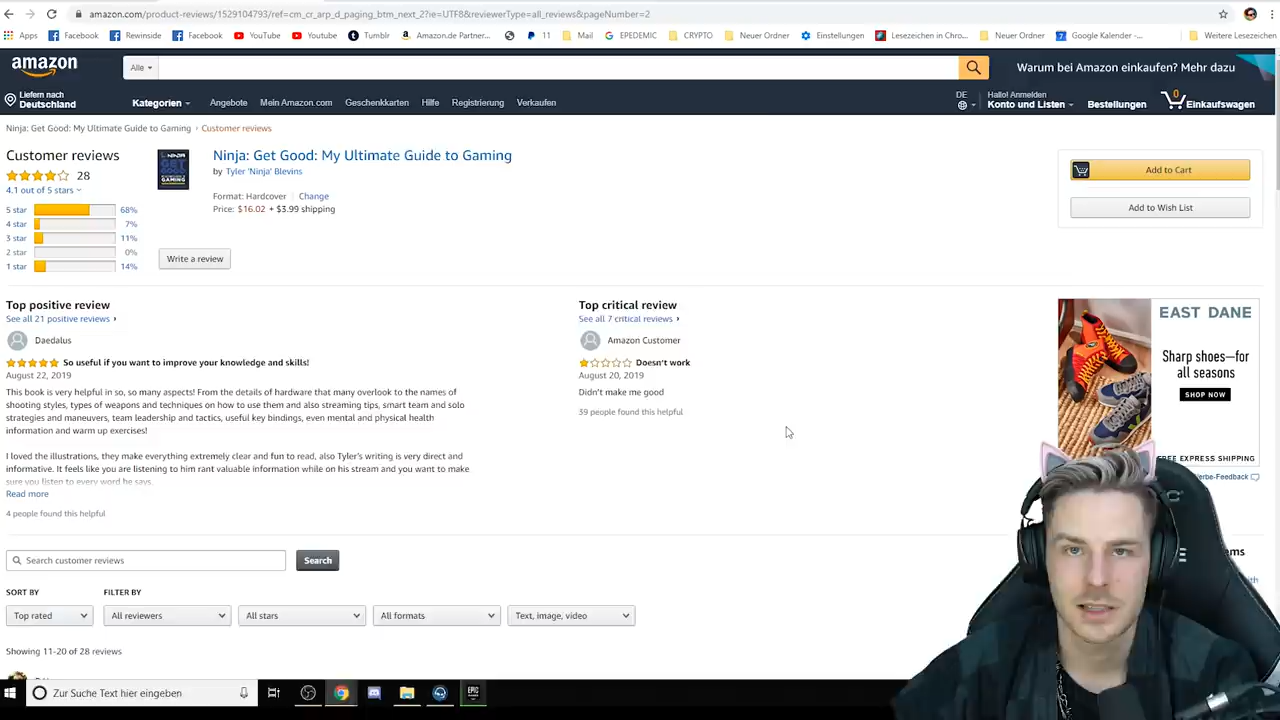 amazon.com/product-reviews/1529104793/ref=cm_cr_arp_d_paging_btm_next_2?ie=UTF8&reviewerType=all_reviews&pageNumber=2
Apps Facebook Rewinside Facebook YouTube Youtube Tumblr Amazon.de Partner... 11 Mail EPEDEMIC CRYPTO Neuer Ordner Einstellungen Lesezeichen in Chro... Neuer Ordner Google Kalender -... Weitere Lesezeichen
amazon Alle Warum bei Amazon einkaufen? Mehr dazu
Liefern nach
Deutschland
Kategorien Angebote Mein Amazon.com Geschenkkarten Hilfe Registrierung Verkaufen
DE Hallo! Anmelden
Konto und Listen Bestellungen 0 Einkaufswagen
Ninja: Get Good: My Ultimate Guide to Gaming › Customer reviews
Customer reviews
28
4.1 out of 5 stars
5 star 68%
4 star 7%
3 star 11%
2 star 0%
1 star 14%
NINJA
GET
GOOD
GAMING
Ninja: Get Good: My Ultimate Guide to Gaming
by Tyler 'Ninja' Blevins
Format: Hardcover Change
Price: $16.02 + $3.99 shipping
Write a review
Add to Cart
Add to Wish List
Top positive review
See all 21 positive reviews ›
Daedalus
So useful if you want to improve your knowledge and skills!
August 22, 2019
This book is very helpful in so, so many aspects! From the details of hardware that many overlook to the names of
shooting styles, types of weapons and techniques on how to use them and also streaming tips, smart team and solo
strategies and maneuvers, team leadership and tactics, useful key bindings, even mental and physical health
information and warm up exercises!
I loved the illustrations, they make everything extremely clear and fun to read, also Tyler's writing is very direct and
informative. It feels like you are listening to him rant valuable information while on his stream and you want to make
sure you listen to every word he says.
Read more
4 people found this helpful
Top critical review
See all 7 critical reviews ›
Amazon Customer
Doesn't work
August 20, 2019
Didn't make me good
39 people found this helpful
EAST DANE
Sharp shoes—for
all seasons
SHOP NOW
FREE EXPRESS SHIPPING
Werbe-Feedback
Search customer reviews Search
SORT BY FILTER BY
Top rated All reviewers All stars All formats Text, image, video
Showing 11-20 of 28 reviews
Zur Suche Text hier eingeben
EPIC